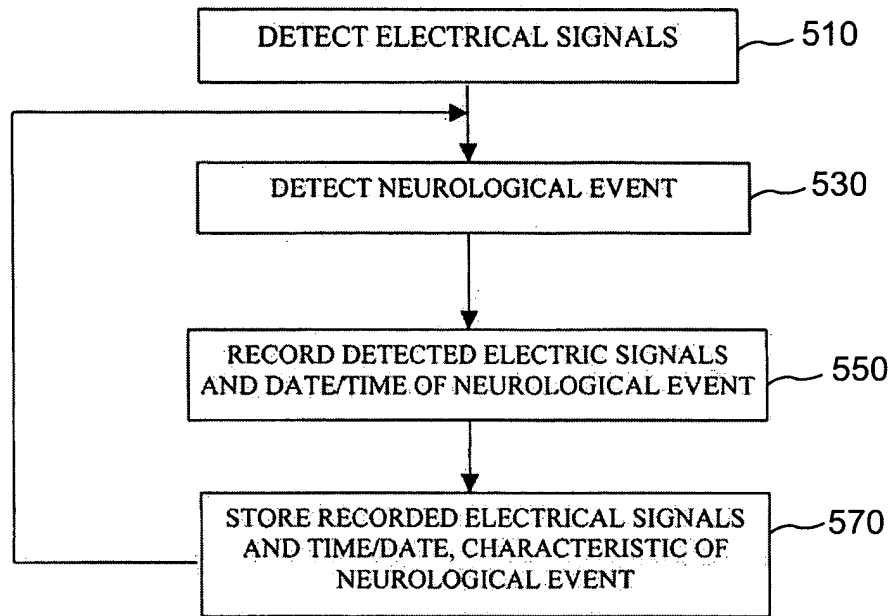 DETECT ELECTRICAL SIGNALS
510
DETECT NEUROLOGICAL EVENT
530
RECORD DETECTED ELECTRIC SIGNALS
AND DATE/TIME OF NEUROLOGICAL EVENT
550
STORE RECORDED ELECTRICAL SIGNALS
AND TIME/DATE, CHARACTERISTIC OF
NEUROLOGICAL EVENT
570